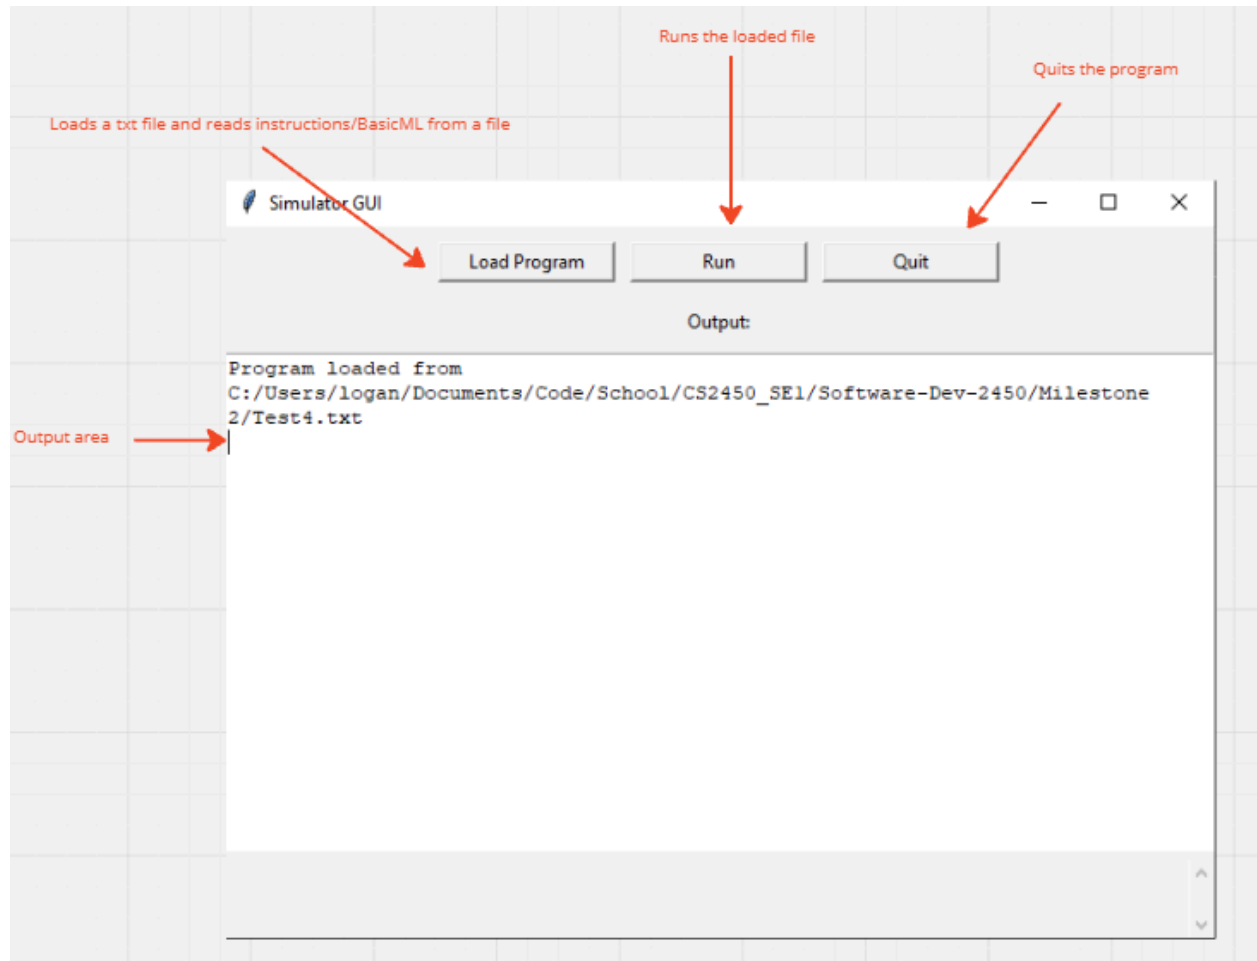 Runs the loaded file
Quits the program
Loads a txt file and reads instructions/BasicML from a file
Simulator GUI
Load Program
Run
Quit
Output:
Program loaded from
C:/Users/logan/Documents/Code/School/CS2450_SE1/Software-Dev-2450/Milestone
2/Test4.txt
Output area